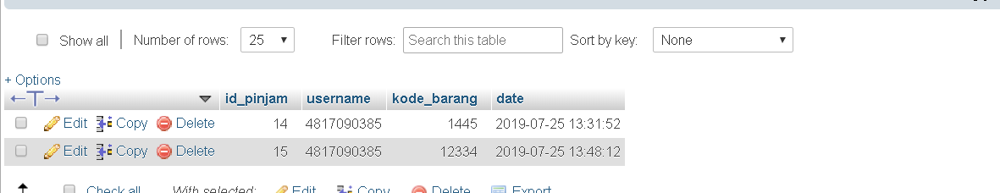 Show all Number of rows: 25 Filter rows: Search this table Sort by key: None
+ Options
id_pinjam username kode_barang date
Edit Copy Delete 14 4817090385 1445 2019-07-25 13:31:52
Edit Copy Delete 15 4817090385 12334 2019-07-25 13:48:12
Check all With selected: Edit Copy Delete Export